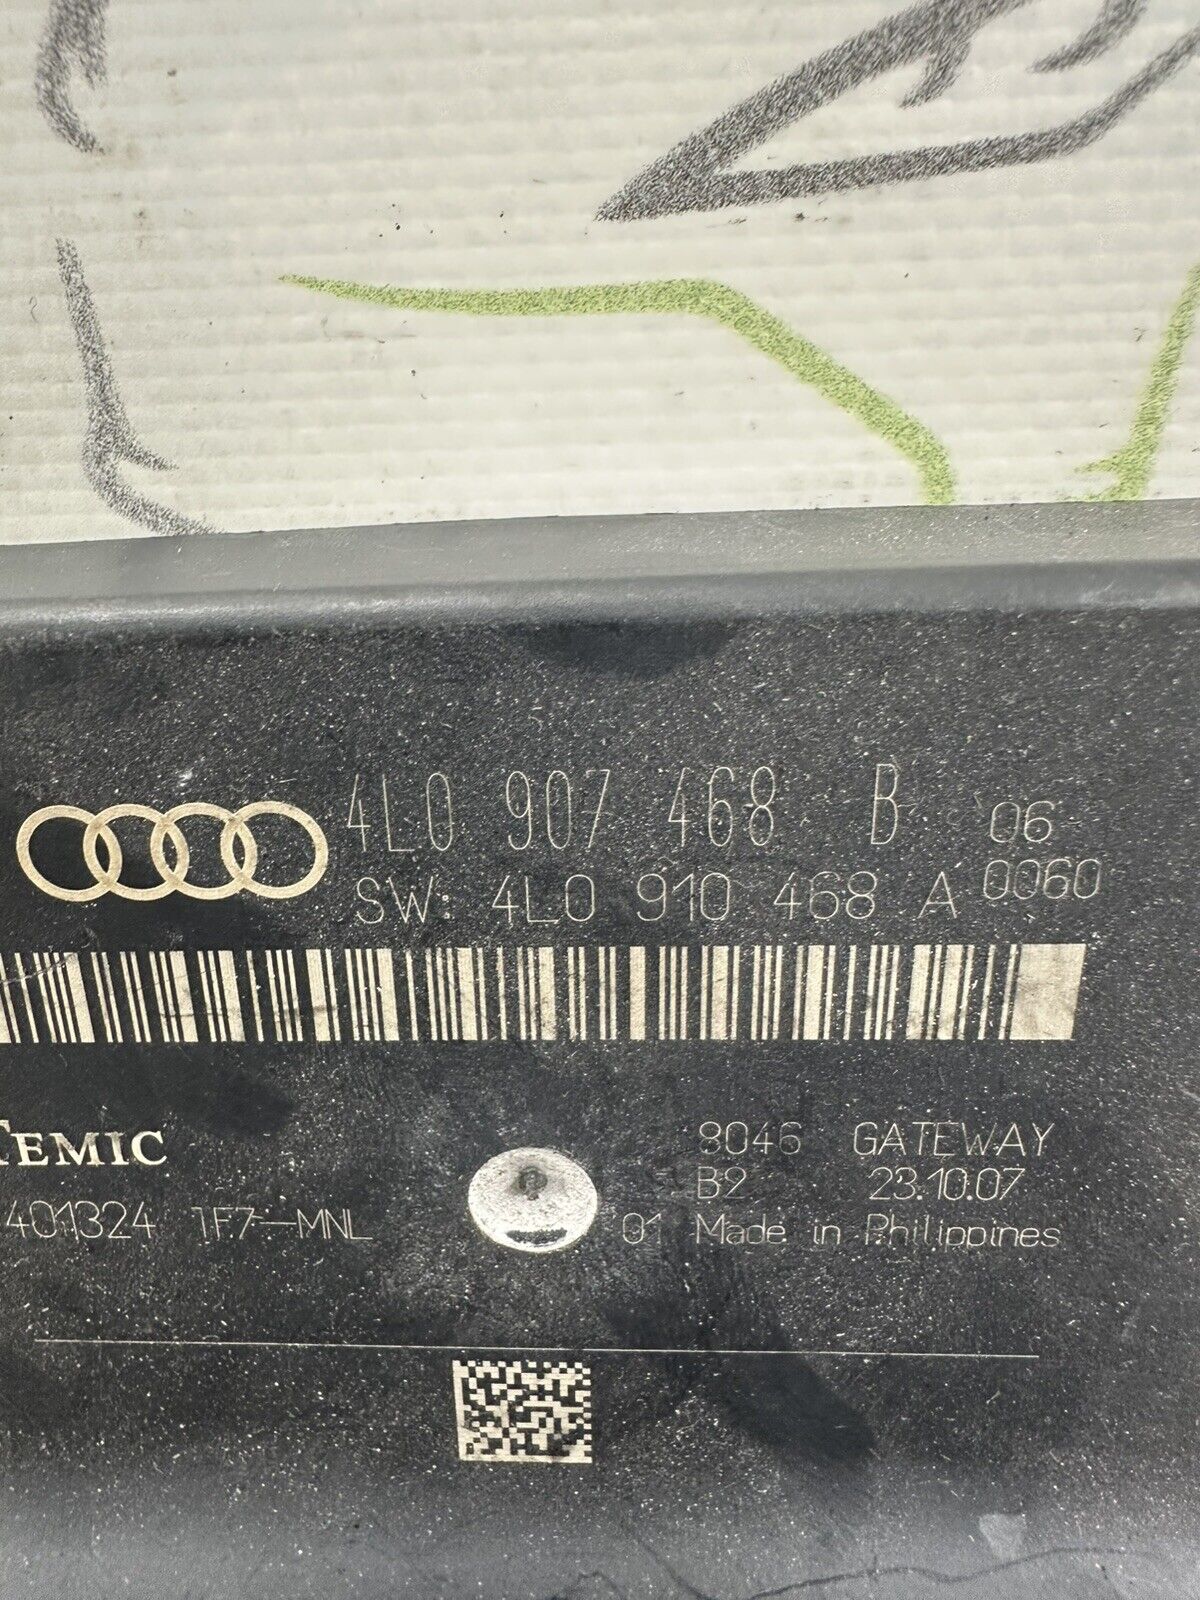 4L0 907 468 B 06
SW: 4L0 910 468 A 0060
TEMIC
8046 GATEWAY
B2 23.10.07
401324 1F7--MNL 01 Made in Philippines